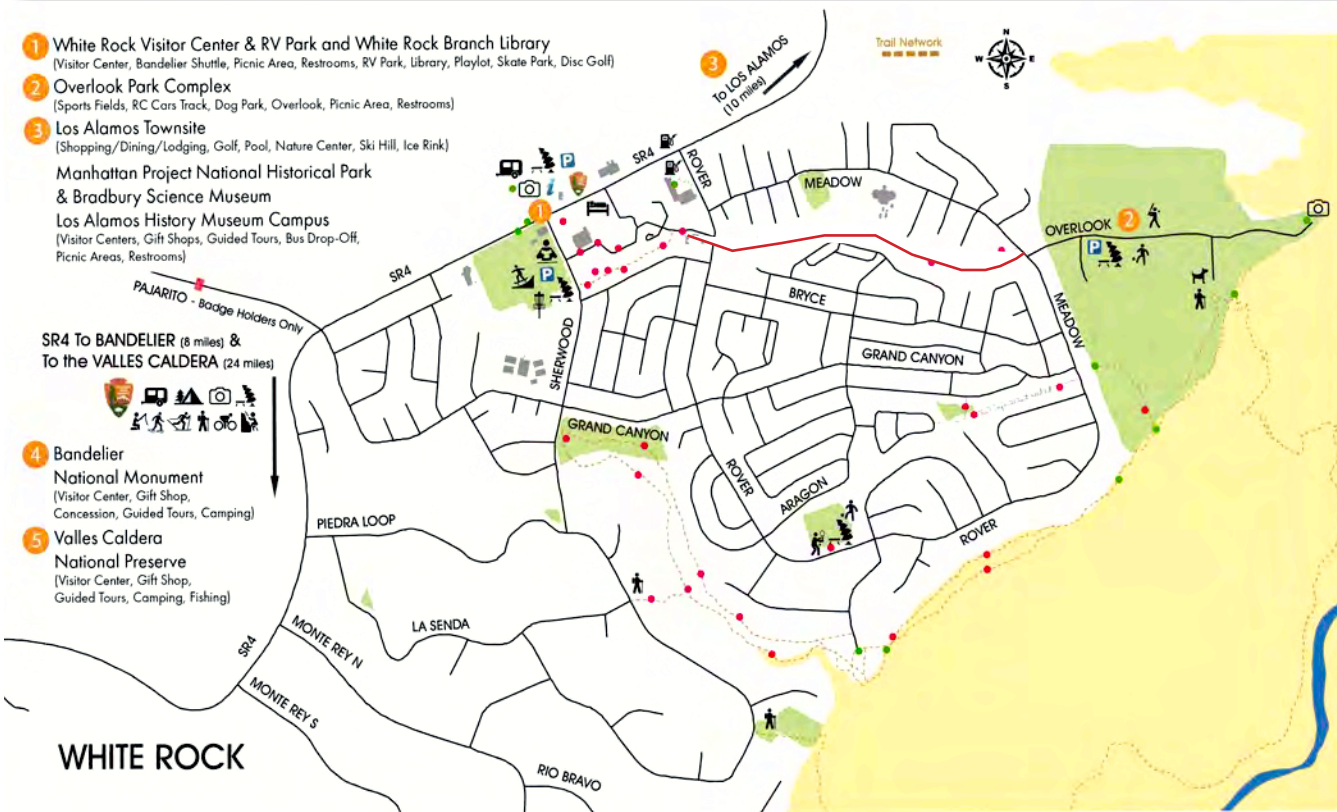 1 White Rock Visitor Center & RV Park and White Rock Branch Library
(Visitor Center, Bandelier Shuttle, Picnic Area, Restrooms, RV Park, Library, Playlot, Skate Park, Disc Golf)
2 Overlook Park Complex
(Sports Fields, RC Cars Track, Dog Park, Overlook, Picnic Area, Restrooms)
3 Los Alamos Townsite
(Shopping/Dining/Lodging, Golf, Pool, Nature Center, Ski Hill, Ice Rink)
Manhattan Project National Historical Park
& Bradbury Science Museum
Los Alamos History Museum Campus
(Visitor Centers, Gift Shops, Guided Tours, Bus Drop-Off,
Picnic Areas, Restrooms)
PAJARITO - Badge Holders Only
SR4 To BANDELIER (8 miles) &
To the VALLES CALDERA (24 miles)
4 Bandelier
National Monument
(Visitor Center, Gift Shop,
Concession, Guided Tours, Camping)
5 Valles Caldera
National Preserve
(Visitor Center, Gift Shop,
Guided Tours, Camping, Fishing)
WHITE ROCK
3
To LOS ALAMOS
(10 miles)
Trail Network
N
W
E
S
SR4
ROVER
P
i
1
MEADOW
OVERLOOK
2
P
SR4
P
BRYCE
MEADOW
GRAND CANYON
SHERWOOD
GRAND CANYON
ROVER
ARAGON
ROVER
PIEDRA LOOP
LA SENDA
SR4
MONTE REY N
MONTE REY S
RIO BRAVO